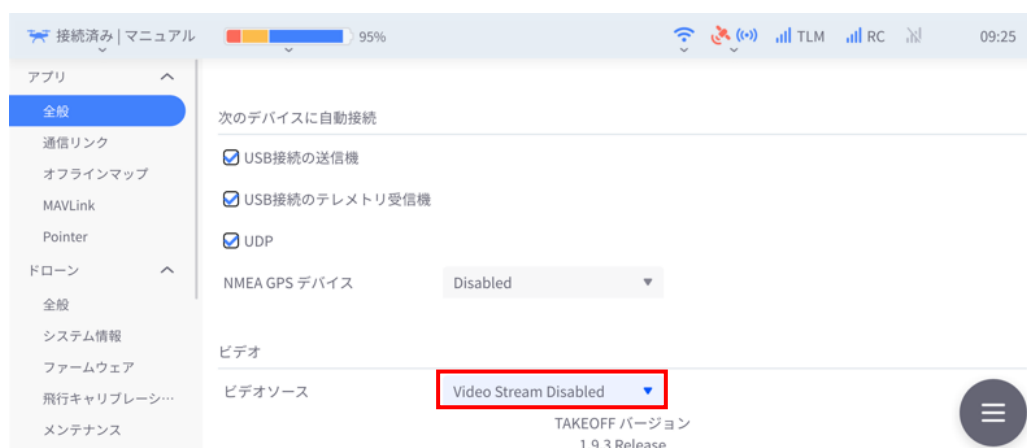 接続済み | マニュアル 95% TLM RC 09:25
アプリ
全般
通信リンク
オフラインマップ
MAVLink
Pointer
ドローン
全般
システム情報
ファームウェア
飛行キャリブレーシ…
メンテナンス
次のデバイスに自動接続
USB接続の送信機
USB接続のテレメトリ受信機
UDP
NMEA GPS デバイス Disabled
ビデオ
ビデオソース Video Stream Disabled
TAKEOFF バージョン
1.9.3 Release